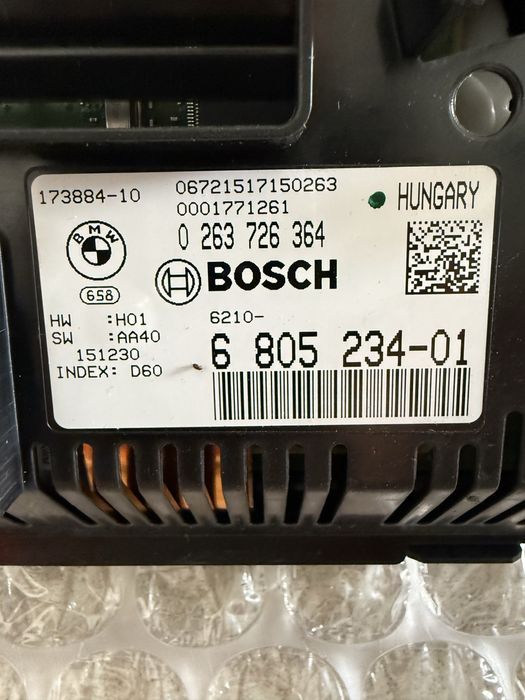 173884-10
06721517150263
0001771261
HUNGARY
0 263 726 364
BMW
BOSCH
658
HW :H01
SW :AA40
151230
INDEX: D60
6210-
6 805 234-01